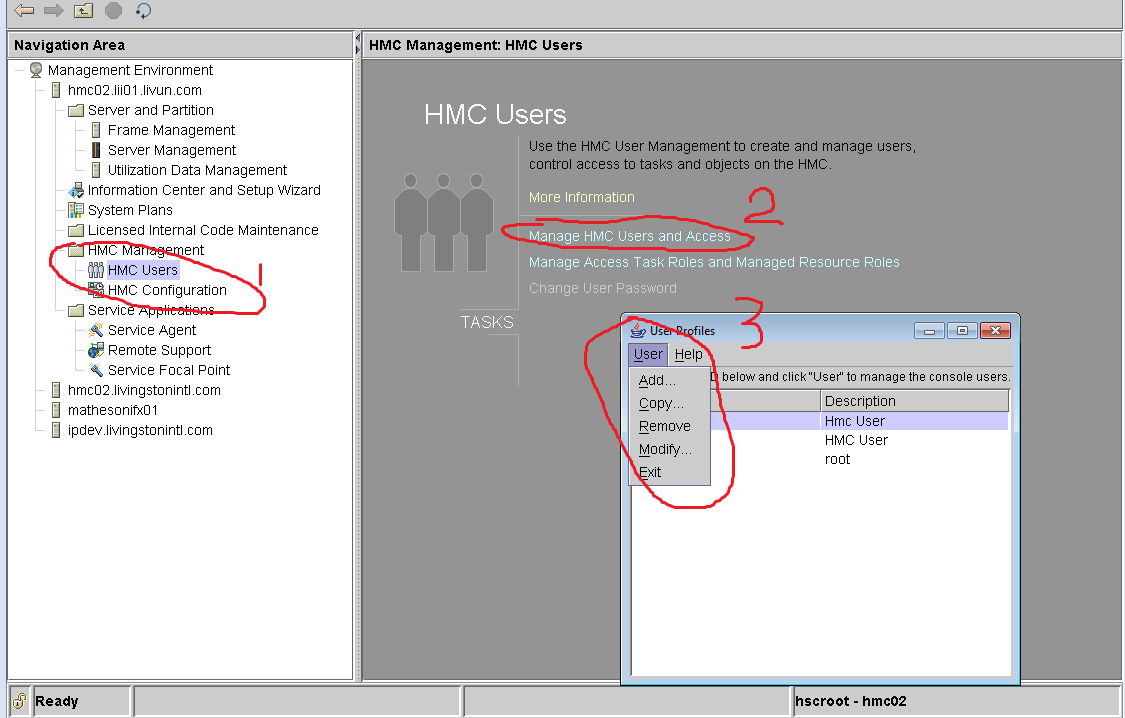 Navigation Area
HMC Management: HMC Users
Management Environment
hmc02.lii01.livun.com
Server and Partition
Frame Management
Server Management
Utilization Data Management
Information Center and Setup Wizard
System Plans
Licensed Internal Code Maintenance
HMC Management
HMC Users
HMC Configuration
Service Applications
Service Agent
Remote Support
Service Focal Point
hmc02.livingstonintl.com
mathesonifx01
ipdev.livingstonintl.com
1
HMC Users
Use the HMC User Management to create and manage users,
control access to tasks and objects on the HMC.
More Information
2
Manage HMC Users and Access
Manage Access Task Roles and Managed Resource Roles
Change User Password
TASKS
3
User Profiles
User Help
below and click "User" to manage the console users.
Add...
Copy...
Remove
Modify...
Exit
Description
Hmc User
HMC User
root
Ready
hscroot - hmc02